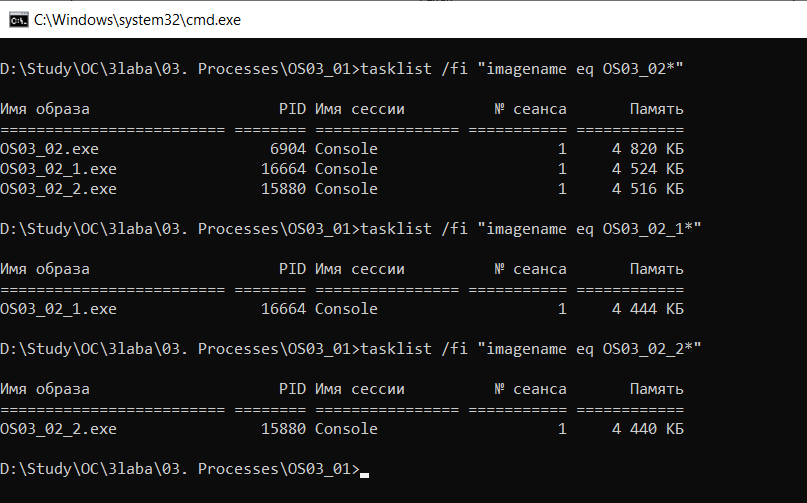 C:\Windows\system32\cmd.exe
D:\Study\OC\3laba\03. Processes\OS03_01>tasklist /fi "imagename eq OS03_02*"
Имя образа                     PID Имя сессии          № сеанса       Память
========================= ======== ================ =========== ============
OS03_02.exe                   6904 Console                    1     4 820 КБ
OS03_02_1.exe                16664 Console                    1     4 524 КБ
OS03_02_2.exe                15880 Console                    1     4 516 КБ
D:\Study\OC\3laba\03. Processes\OS03_01>tasklist /fi "imagename eq OS03_02_1*"
Имя образа                     PID Имя сессии          № сеанса       Память
========================= ======== ================ =========== ============
OS03_02_1.exe                16664 Console                    1     4 444 КБ
D:\Study\OC\3laba\03. Processes\OS03_01>tasklist /fi "imagename eq OS03_02_2*"
Имя образа                     PID Имя сессии          № сеанса       Память
========================= ======== ================ =========== ============
OS03_02_2.exe                15880 Console                    1     4 440 КБ
D:\Study\OC\3laba\03. Processes\OS03_01>